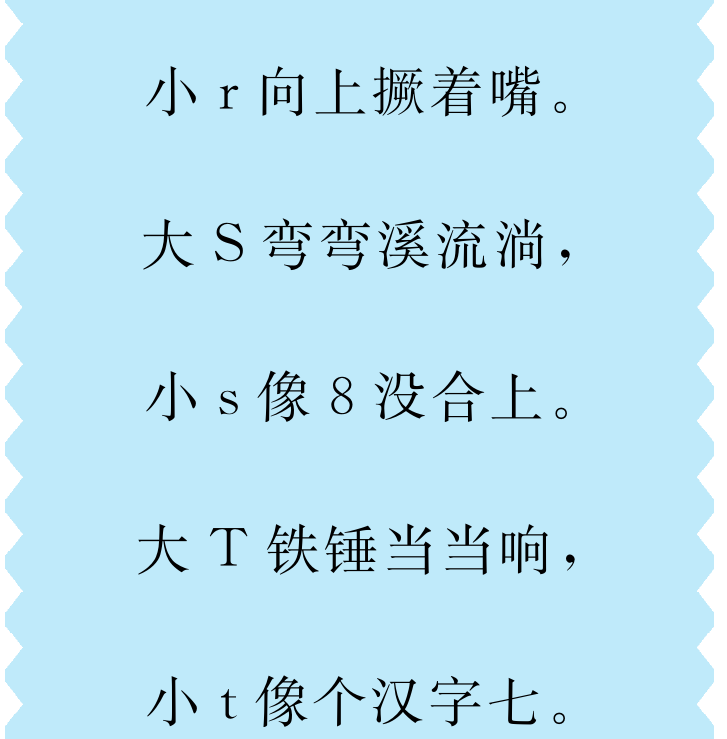 小 r 向上撅着嘴。
大 S 弯弯溪流淌，
小 s 像 8 没合上。
大 T 铁锤当当响，
小 t 像个汉字七。